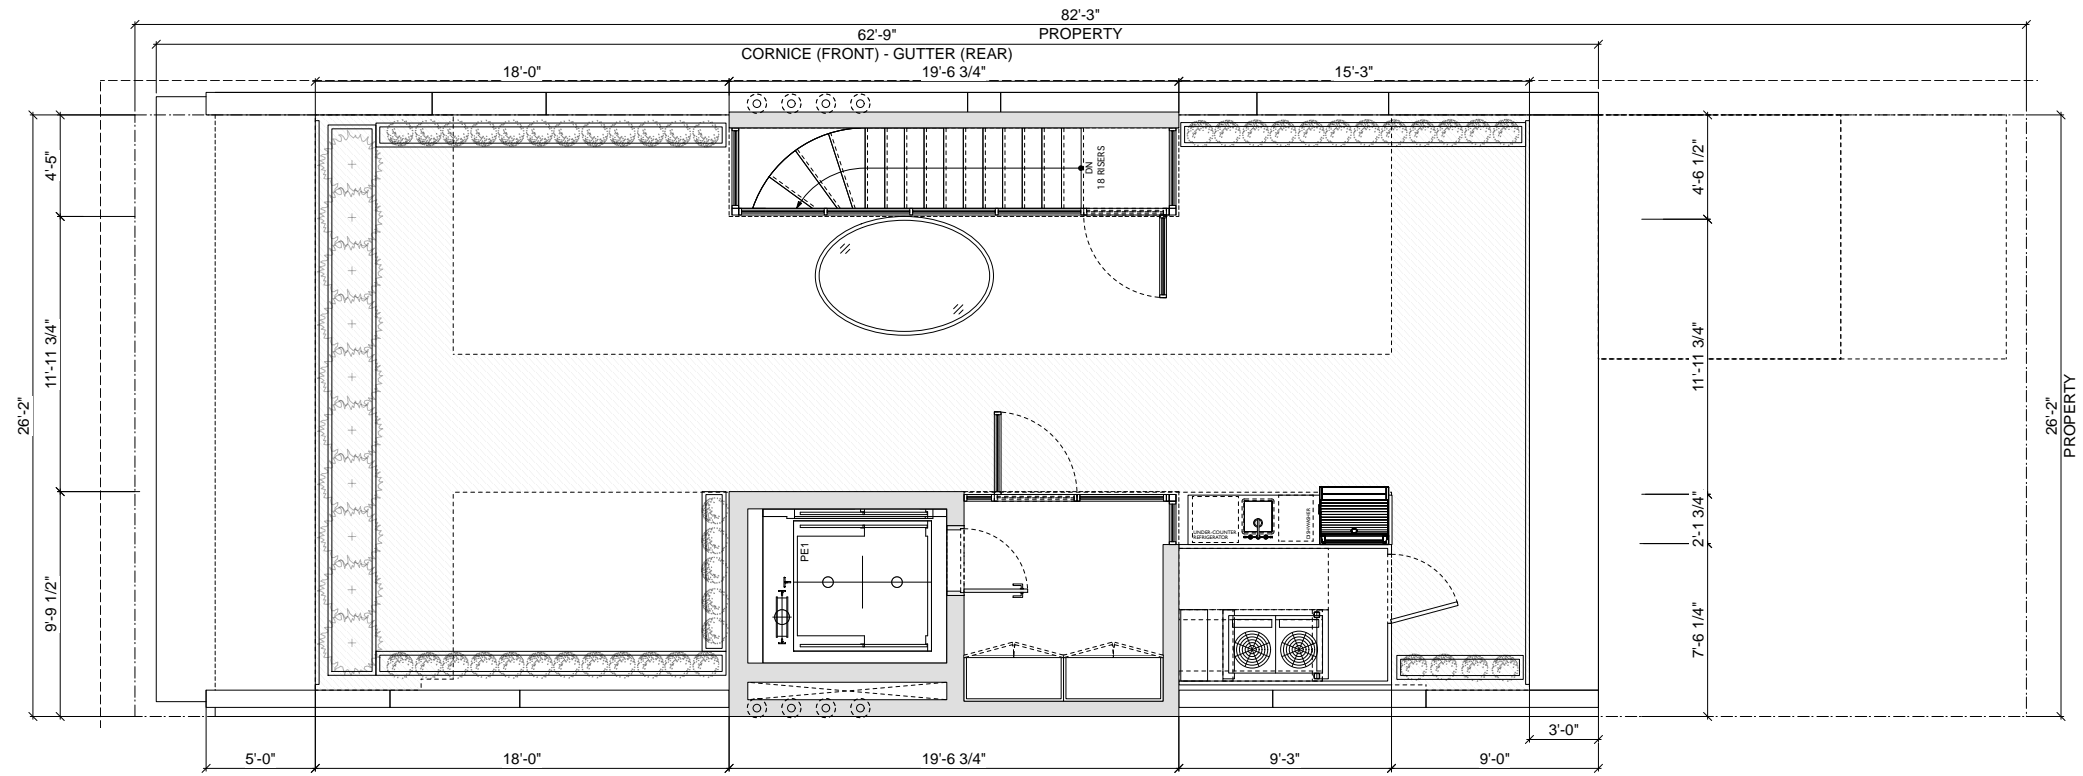 82'-3"
PROPERTY
62'-9"
CORNICE (FRONT) - GUTTER (REAR)
18'-0"
19'-6 3/4"
15'-3"
4'-5"
11'-11 3/4"
9'-9 1/2"
26'-2"
DN
18 RISERS
PE1
UNDER-COUNTER
REFRIGERATOR
DISHWASHER
4'-6 1/2"
11'-11 3/4"
2'-1 3/4"
7'-6 1/4"
26'-2"
PROPERTY
3'-0"
5'-0"
18'-0"
19'-6 3/4"
9'-3"
9'-0"